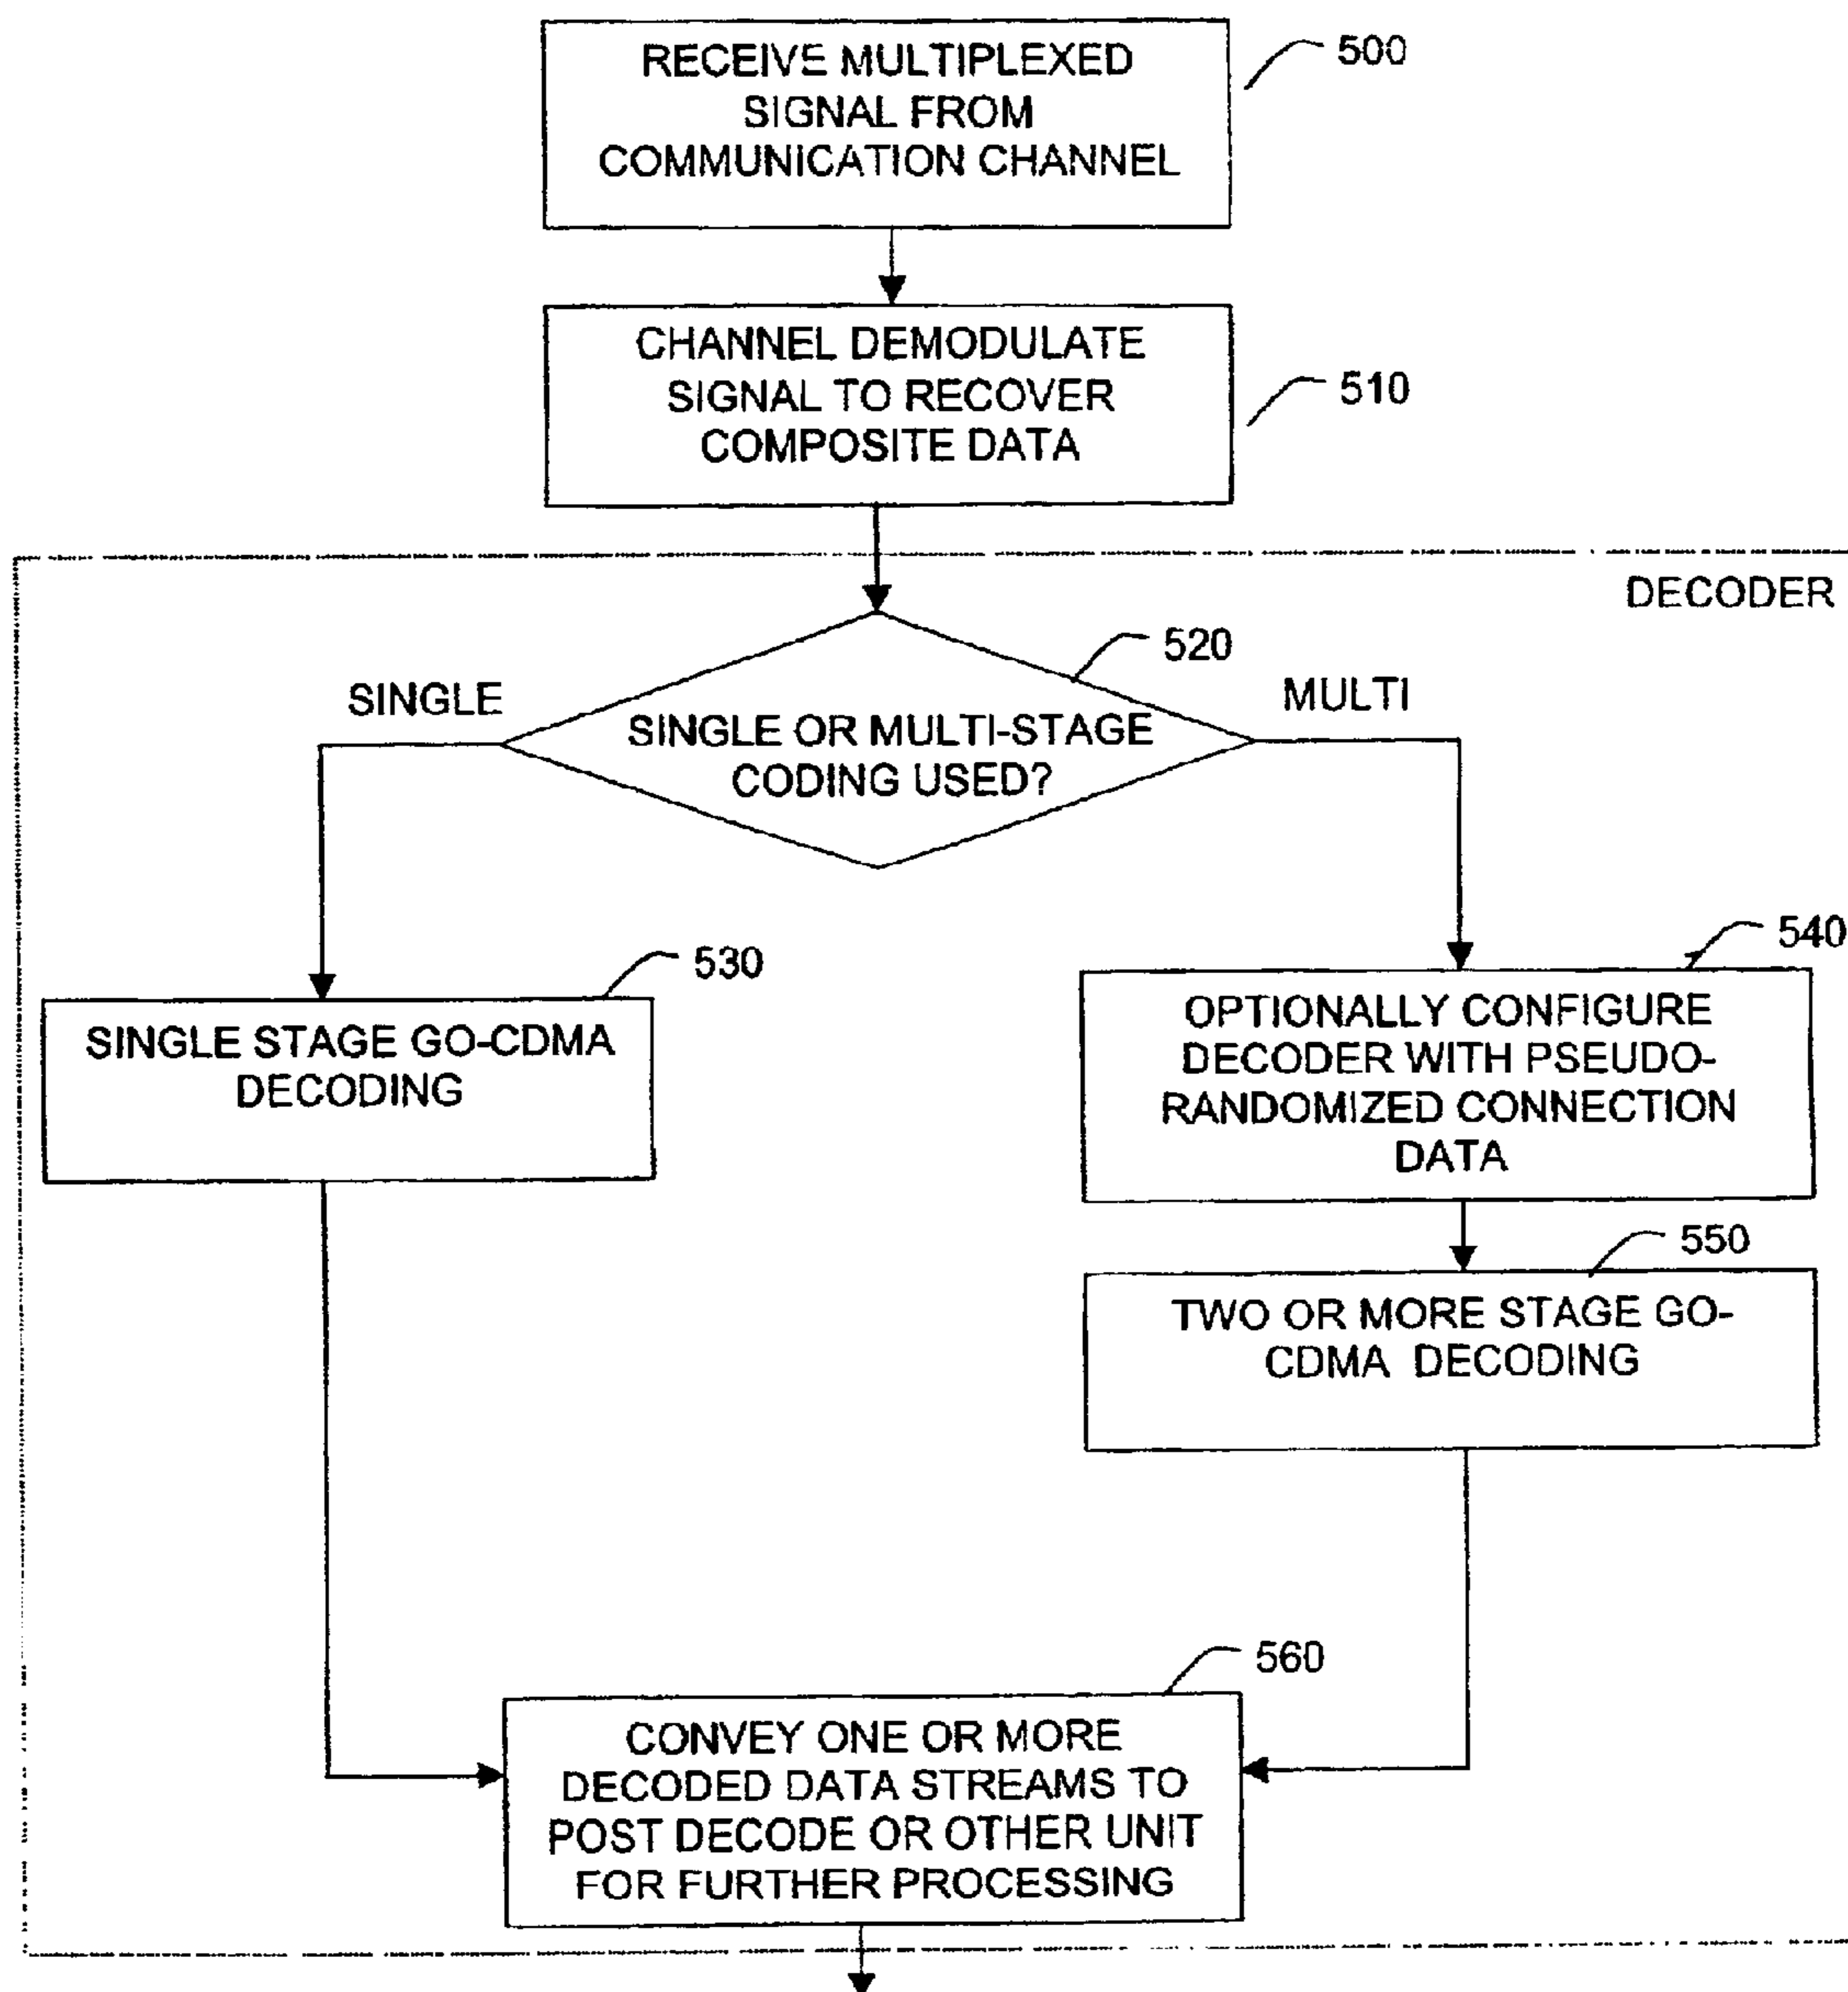 RECEIVE MULTIPLEXED
SIGNAL FROM
COMMUNICATION CHANNEL
500
CHANNEL DEMODULATE
SIGNAL TO RECOVER
COMPOSITE DATA
510
DECODER
520
SINGLE
MULTI
SINGLE OR MULTI-STAGE
CODING USED?
530
SINGLE STAGE GO-CDMA
DECODING
540
OPTIONALLY CONFIGURE
DECODER WITH PSEUDO-
RANDOMIZED CONNECTION
DATA
550
TWO OR MORE STAGE GO-
CDMA DECODING
560
CONVEY ONE OR MORE
DECODED DATA STREAMS TO
POST DECODE OR OTHER UNIT
FOR FURTHER PROCESSING